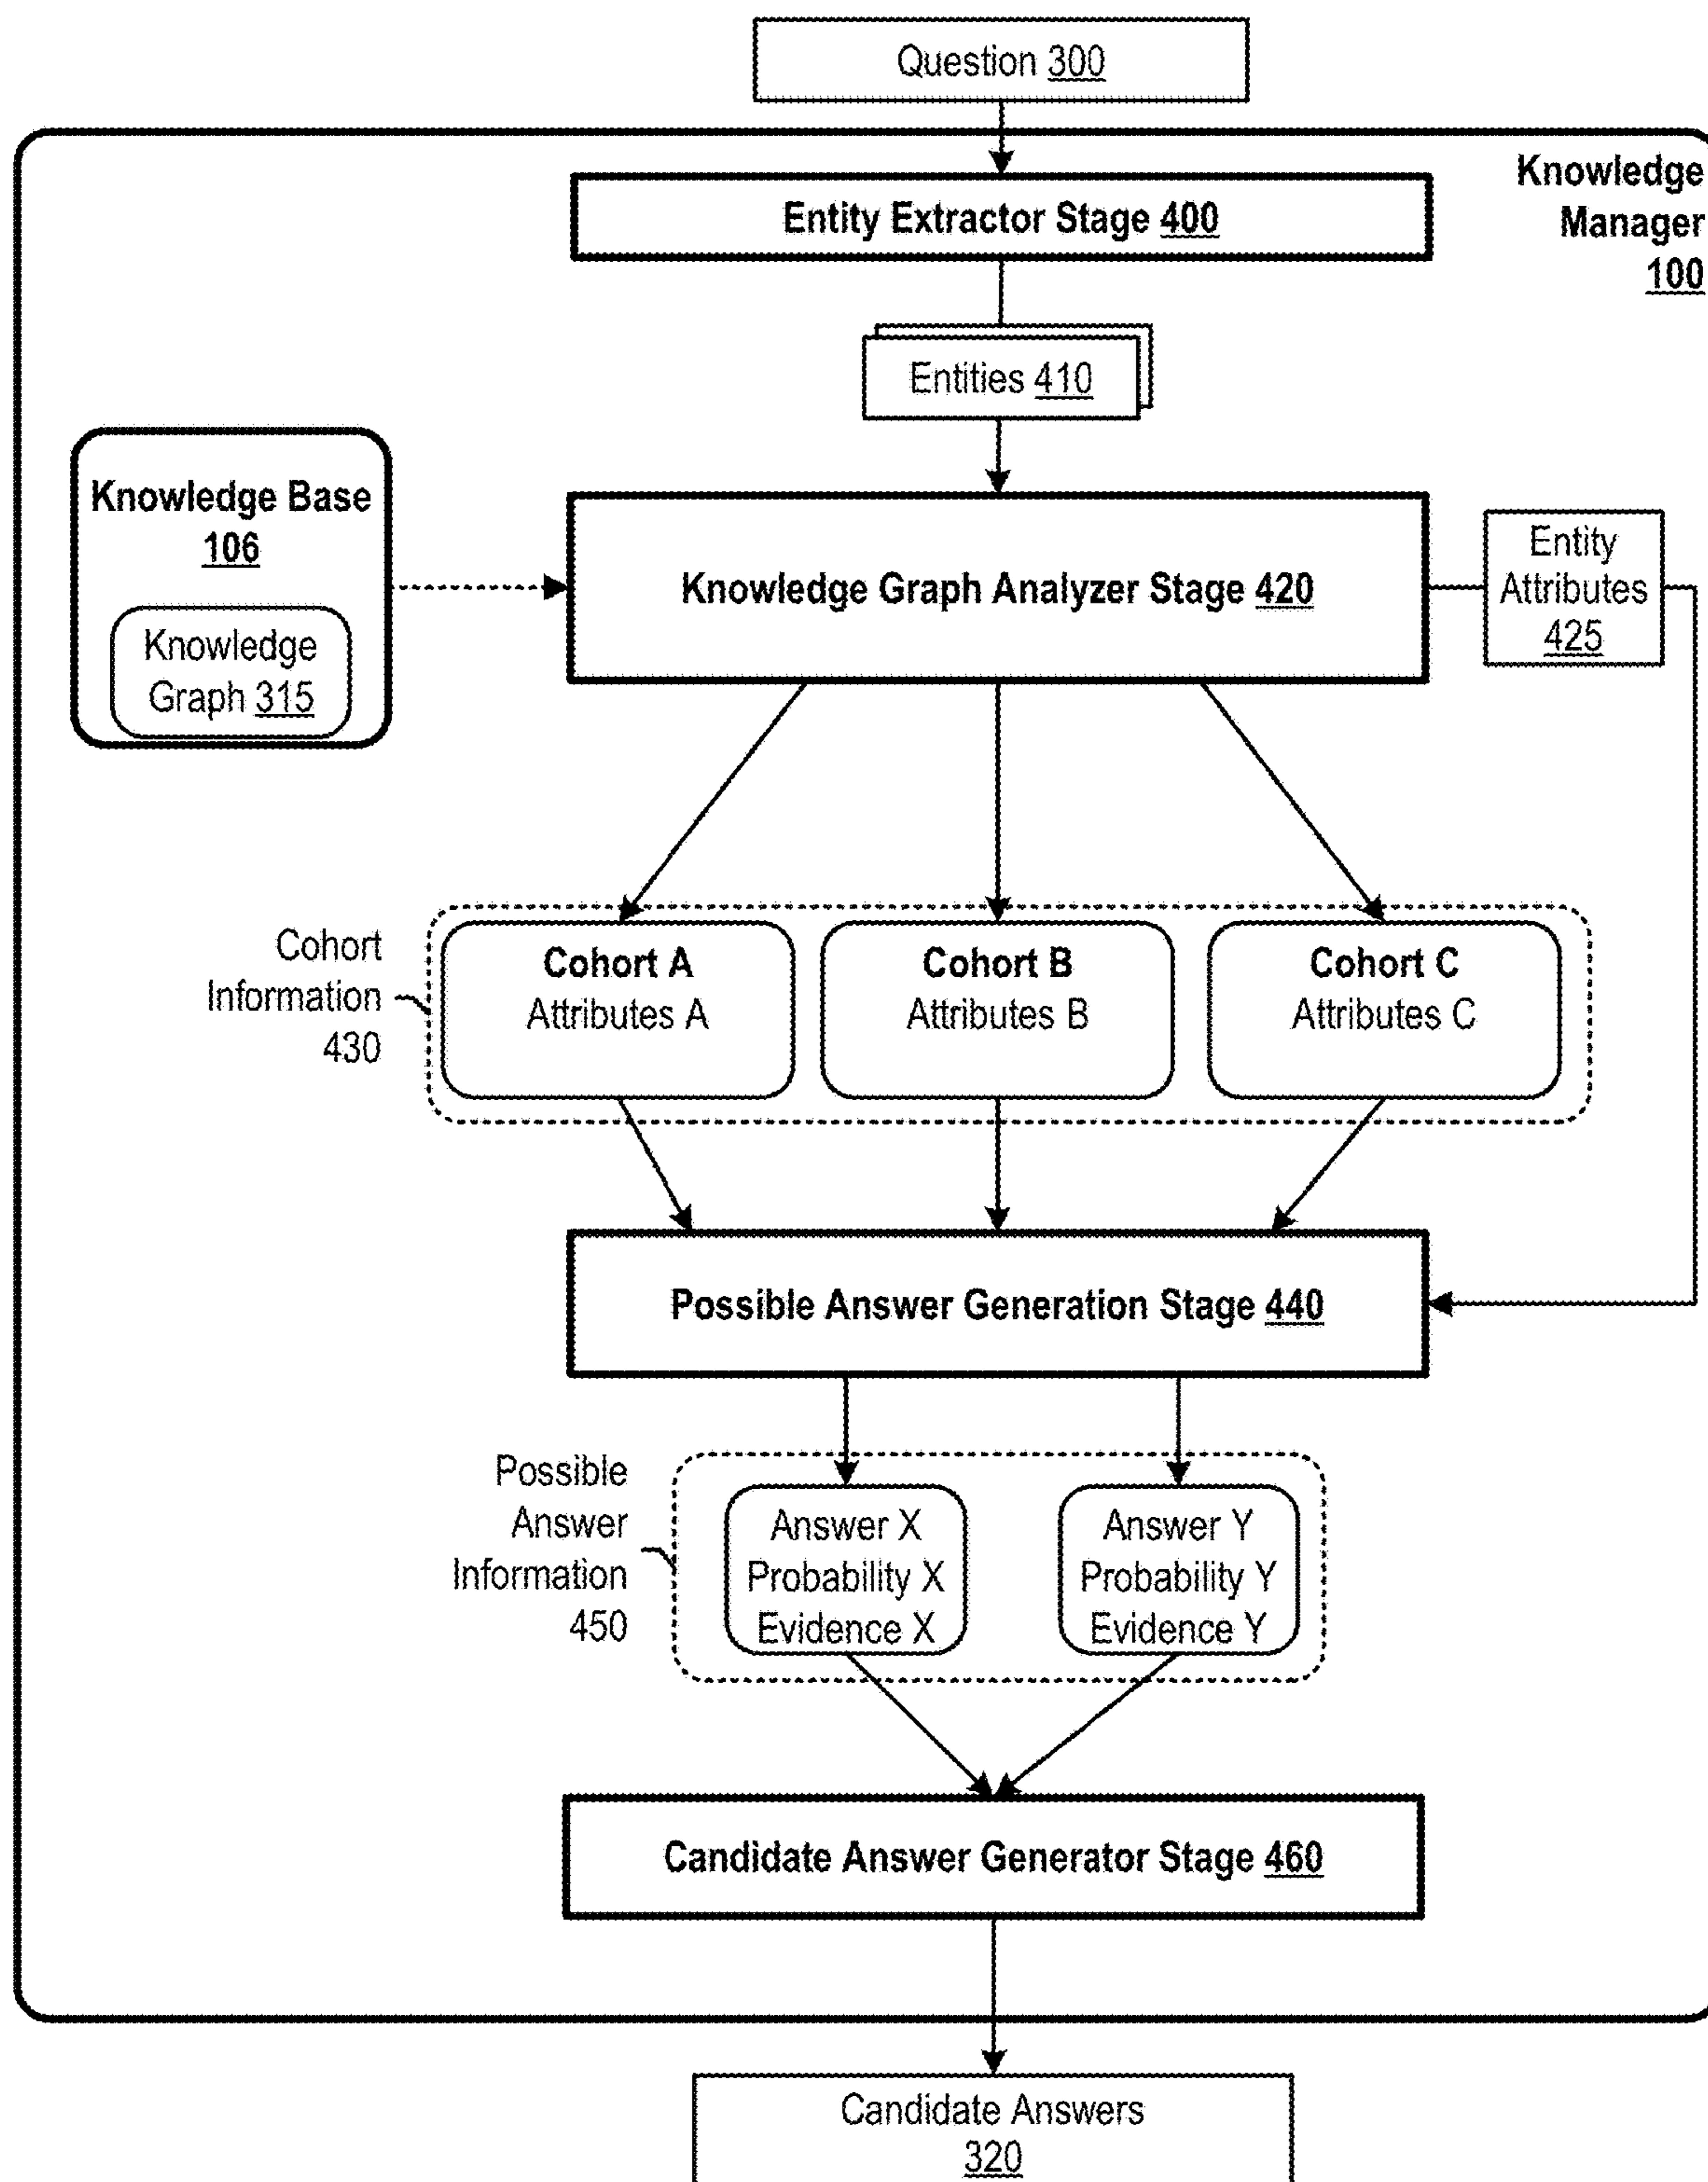 Question 300
Knowledge
Manager
100
Entity Extractor Stage 400
Entities 410
Knowledge Base
106
Knowledge
Graph 315
Knowledge Graph Analyzer Stage 420
Entity
Attributes
425
Cohort
Information
430
Cohort A
Attributes A
Cohort B
Attributes B
Cohort C
Attributes C
Possible Answer Generation Stage 440
Possible
Answer
Information
450
Answer X
Probability X
Evidence X
Answer Y
Probability Y
Evidence Y
Candidate Answer Generator Stage 460
Candidate Answers
320